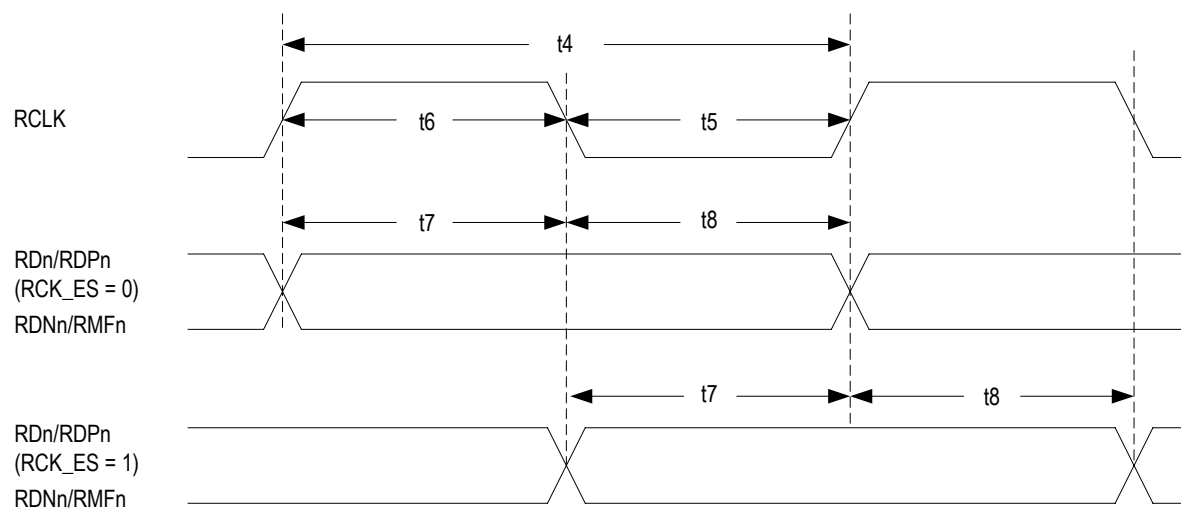 t4
RCLK
t6
t5
t7
t8
RDn/RDPn
(RCK_ES = 0)
RDNn/RMFn
t7
t8
RDn/RDPn
(RCK_ES = 1)
RDNn/RMFn